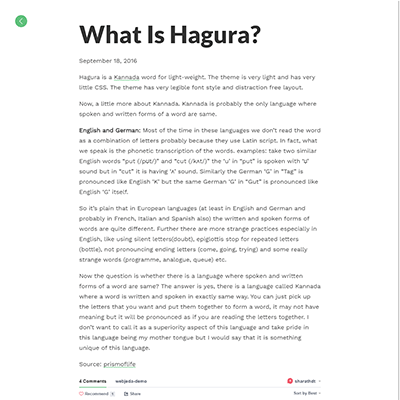 What Is Hagura?
September 18, 2016
Hagura is a Kannada word for light-weight. The theme is very light and has very
little CSS. The theme has very legible font style and distraction free layout.
Now, a little more about Kannada. Kannada is probably the only language where
spoken and written forms of a word are same.
English and German: Most of the time in these languages we don't read the word
as a combination of letters probably because they use Latin script. In fact, what
we speak is the phonetic transcription of the words. examples: take two similar
English words "put (/pʊt/)" and "cut (/kʌt/)" the 'u' in "put" is spoken with 'ʊ'
sound but in "cut" it is having 'ʌ' sound. Similarly the German 'G' in "Tag" is
pronounced like English 'K' but the same German 'G' in "Gut" is pronounced like
English 'G' itself.
So it's plain that in European languages (at least in English and German and
probably in French, Italian and Spanish also) the written and spoken forms of
words are quite different. Further there are more strange practices especially in
English, like using silent letters(doubt), epiglottis stop for repeated letters
(bottle), not pronouncing ending letters (come, going, trying) and some really
strange words (programme, analogue, queue) etc.
Now the question is whether there is a language where spoken and written
forms of a word are same? The answer is yes, there is a language called Kannada
where a word is written and spoken in exactly same way. You can just pick up
the letters that you want and put them together to form a word, it may not have
meaning but it will be pronounced as if you are reading the letters together. I
don't want to call it as a superiority aspect of this language and take pride in
this language being my mother tongue but I would say that it is something
unique of this language.
Source: prismoflife
6 Comments webjeda-demo sharathdt
Recommend Share Sort by Best